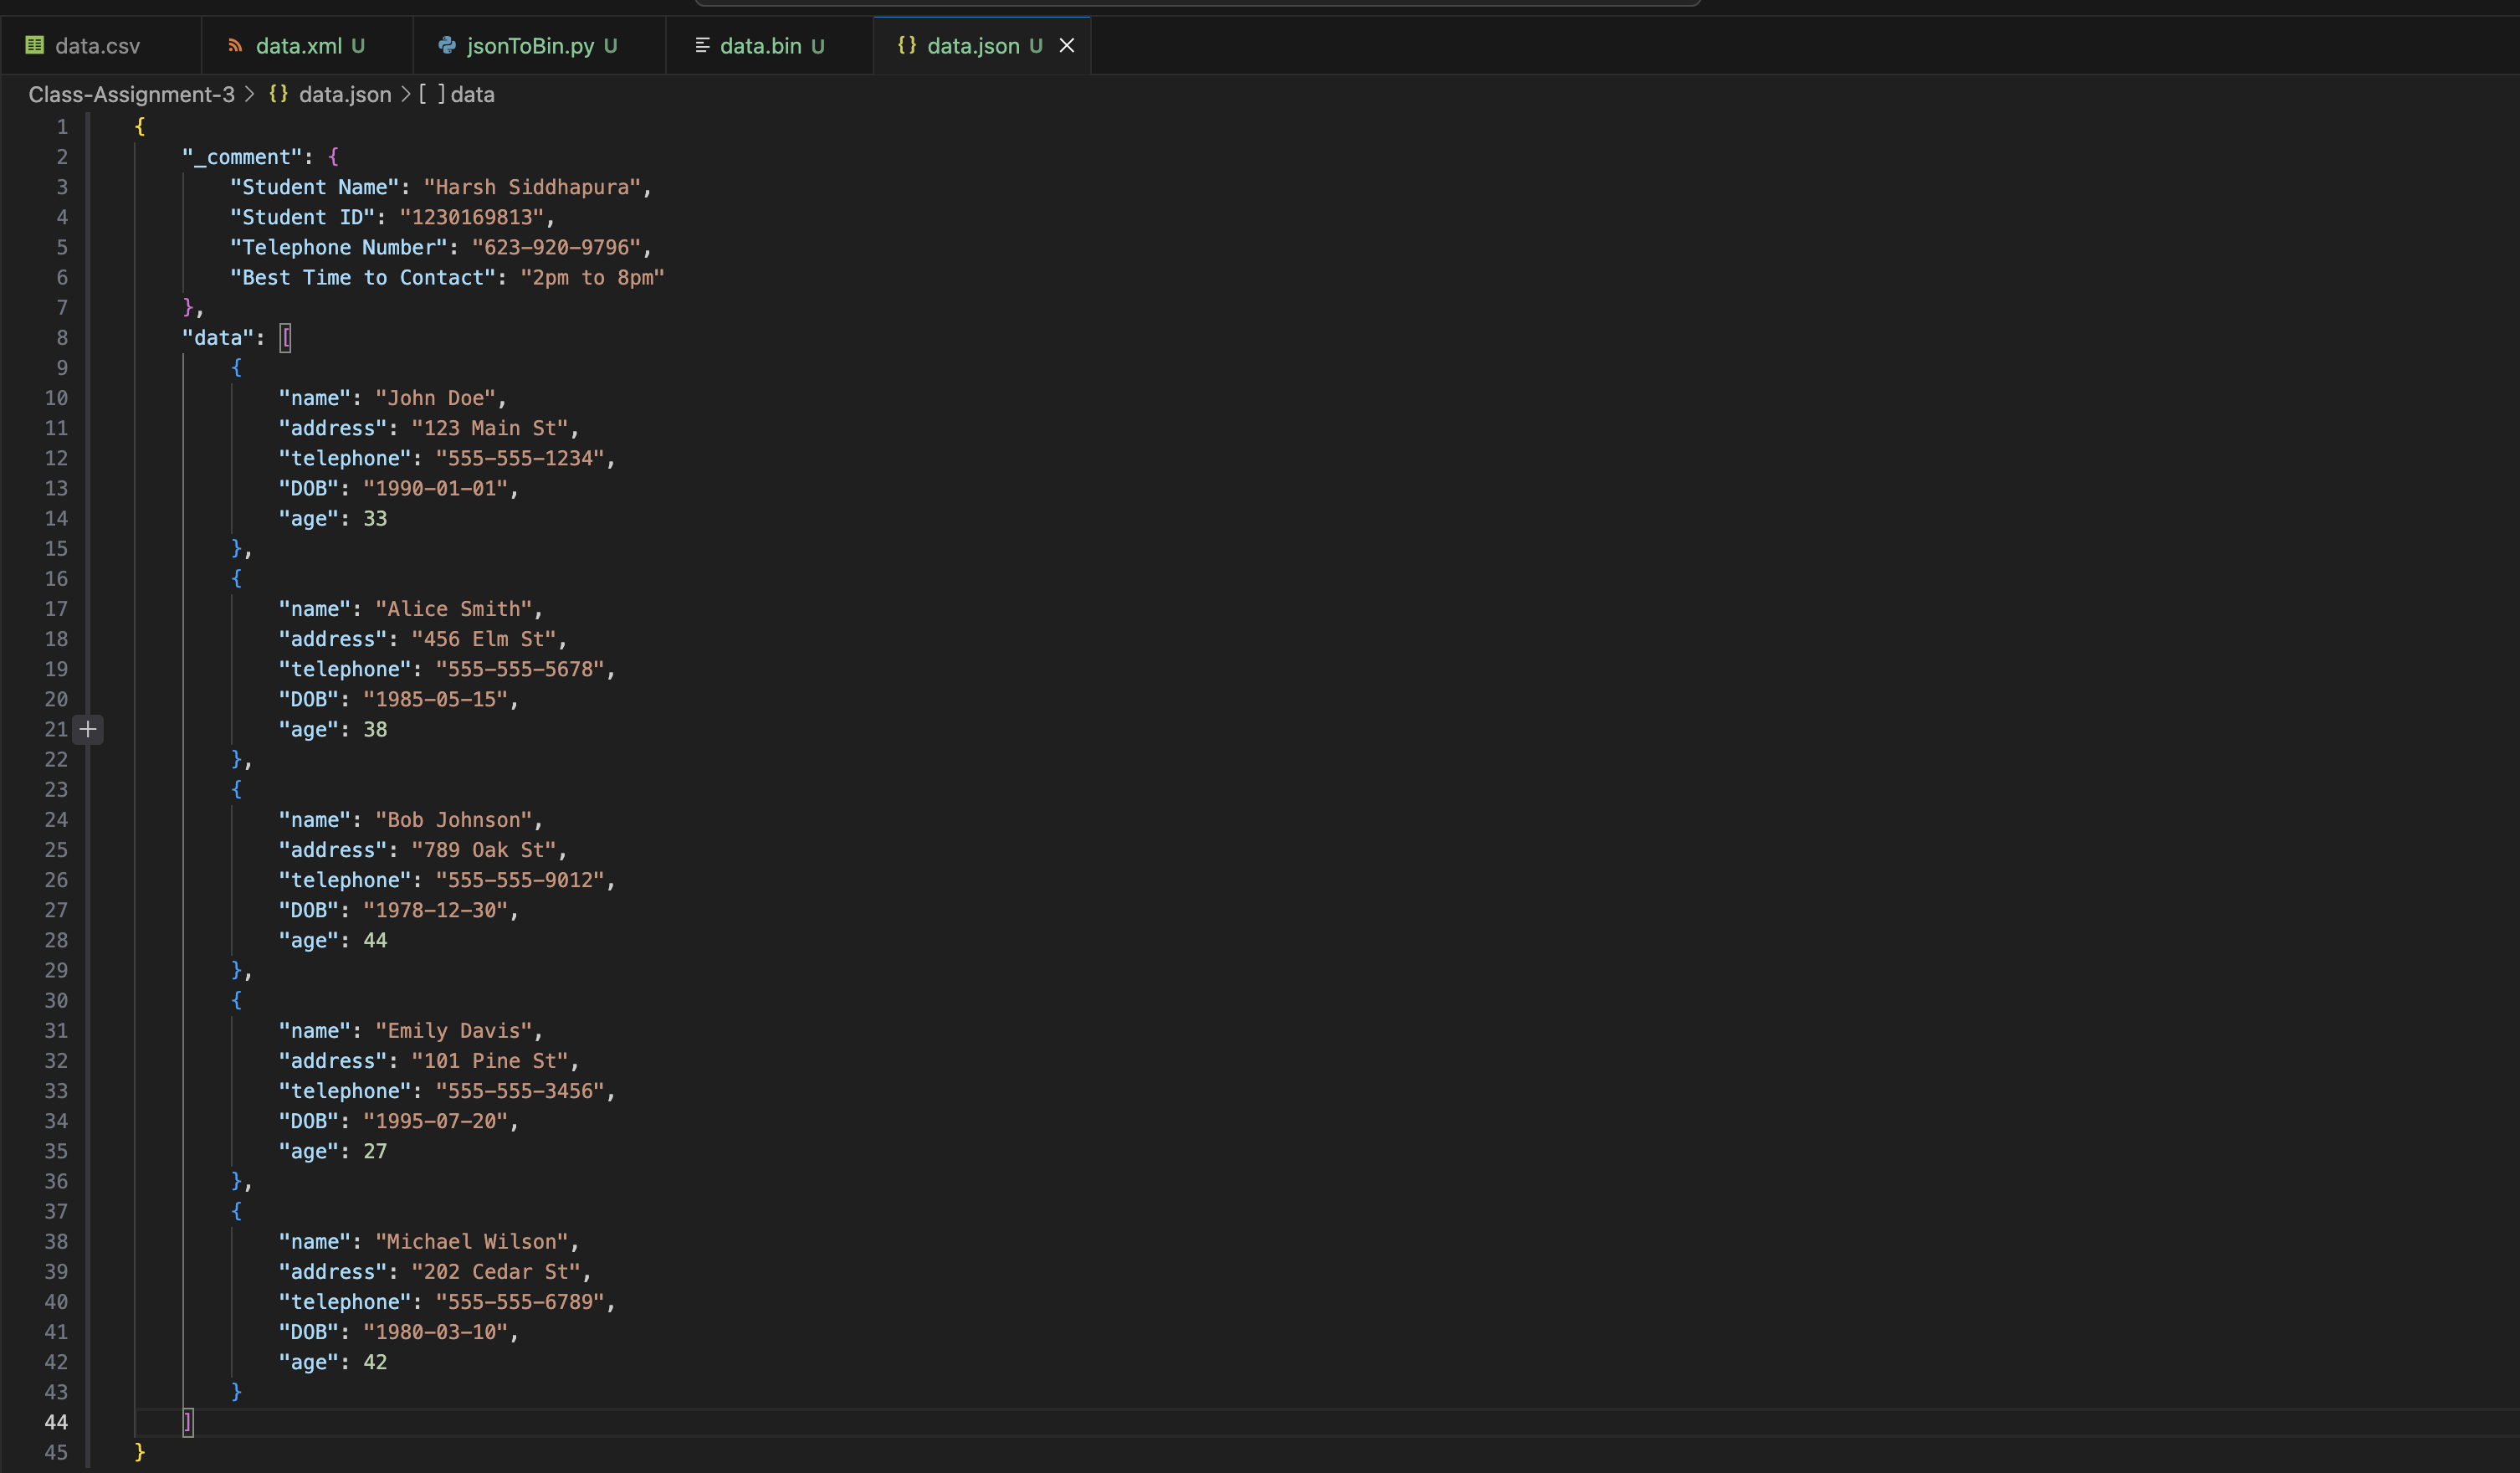 data.csv data.xml U jsonToBin.py U data.bin U {} data.json U
Class-Assignment-3 > {} data.json > [ ] data
1 {
2 "_comment": {
3 "Student Name": "Harsh Siddhapura",
4 "Student ID": "1230169813",
5 "Telephone Number": "623-920-9796",
6 "Best Time to Contact": "2pm to 8pm"
7 },
8 "data": [
9 {
10 "name": "John Doe",
11 "address": "123 Main St",
12 "telephone": "555-555-1234",
13 "DOB": "1990-01-01",
14 "age": 33
15 },
16 {
17 "name": "Alice Smith",
18 "address": "456 Elm St",
19 "telephone": "555-555-5678",
20 "DOB": "1985-05-15",
21 "age": 38
22 },
23 {
24 "name": "Bob Johnson",
25 "address": "789 Oak St",
26 "telephone": "555-555-9012",
27 "DOB": "1978-12-30",
28 "age": 44
29 },
30 {
31 "name": "Emily Davis",
32 "address": "101 Pine St",
33 "telephone": "555-555-3456",
34 "DOB": "1995-07-20",
35 "age": 27
36 },
37 {
38 "name": "Michael Wilson",
39 "address": "202 Cedar St",
40 "telephone": "555-555-6789",
41 "DOB": "1980-03-10",
42 "age": 42
43 }
44 ]
45 }